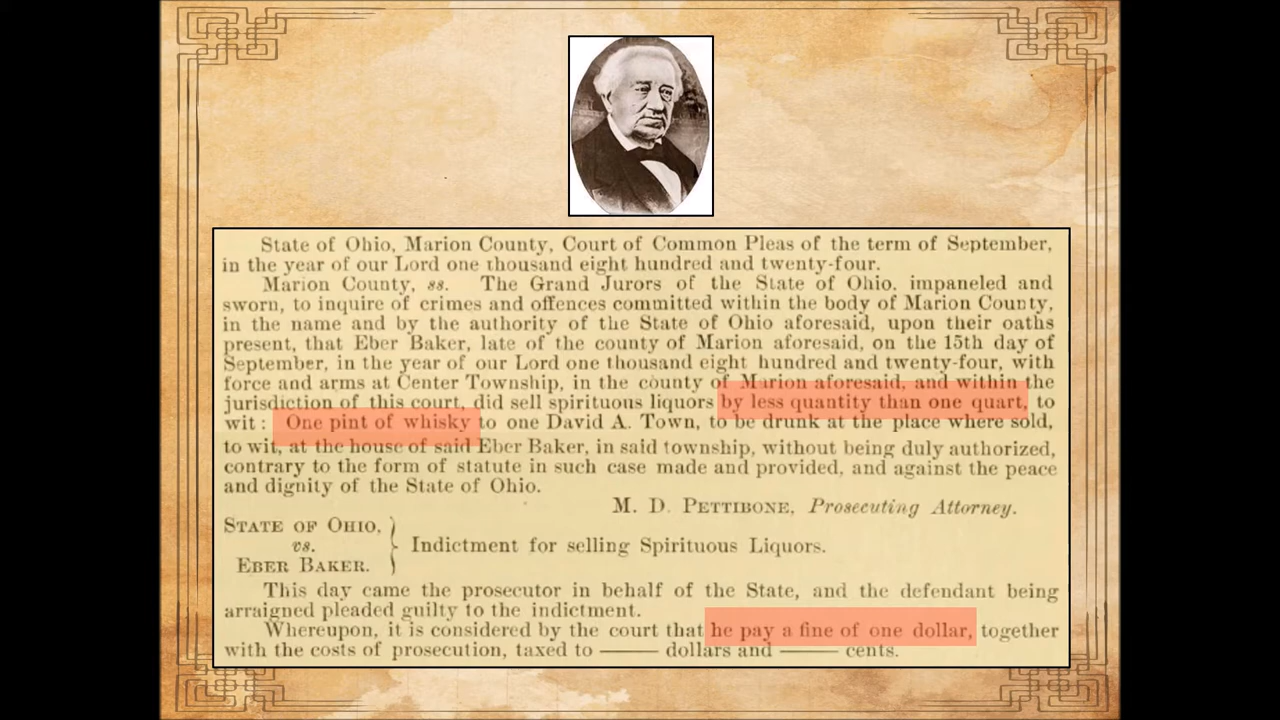 State of Ohio, Marion County, Court of Common Pleas of the term of September,
in the year of our Lord one thousand eight hundred and twenty-four.
Marion County, ss. The Grand Jurors of the State of Ohio. impaneled and
sworn, to inquire of crimes and offences committed within the body of Marion County,
in the name and by the authority of the State of Ohio aforesaid, upon their oaths
present, that Eber Baker, late of the county of Marion aforesaid, on the 15th day of
September, in the year of our Lord one thousand eight hundred and twenty-four, with
force and arms at Center Township, in the county of Marion aforesaid, and within the
jurisdiction of this court, did sell spirituous liquors by less quantity than one quart, to
wit : One pint of whisky to one David A. Town, to be drunk at the place where sold,
to wit, at the house of said Eber Baker, in said township, without being duly authorized,
contrary to the form of statute in such case made and provided, and against the peace
and dignity of the State of Ohio.
M. D. Pettibone, Prosecuting Attorney.
State of Ohio,
vs.
Eber Baker.
Indictment for selling Spirituous Liquors.
This day came the prosecutor in behalf of the State, and the defendant being
arraigned pleaded guilty to the indictment.
Whereupon, it is considered by the court that he pay a fine of one dollar, together
with the costs of prosecution, taxed to —— dollars and —— cents.